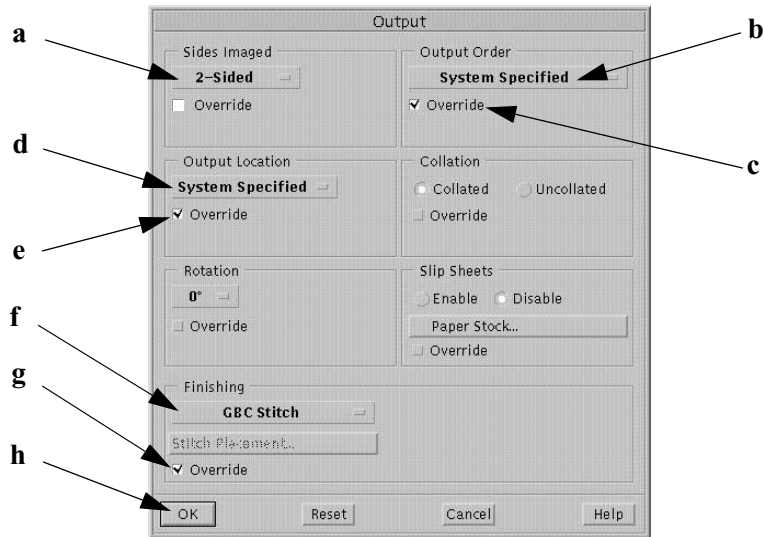 Output
a
b
Sides Imaged
2-Sided
Override
Output Order
System Specified
Override
c
d
Output Location
System Specified
Override
e
Collation
Collated Uncollated
Override
Rotation
0°
Override
Slip Sheets
Enable Disable
Paper Stock...
Override
f
Finishing
GBC Stitch
Stitch Placement...
Override
g
h
OK Reset Cancel Help